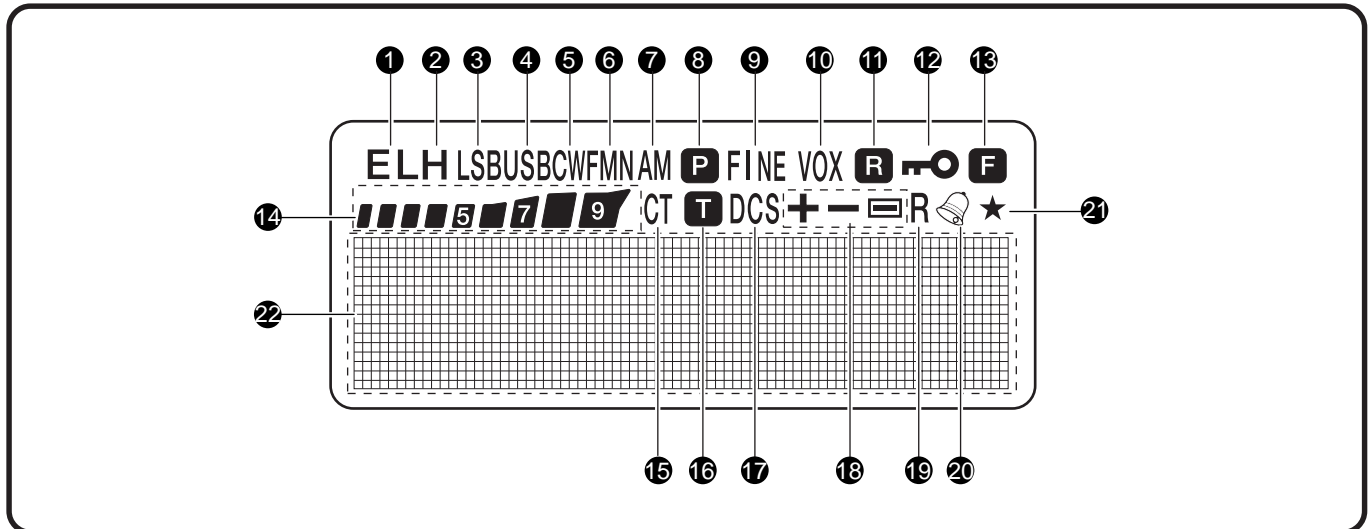 1 2 3 4 5 6 7 8 9 10 11 12 13
ELH LSBUSBCWFMNAM P FINE VOX R F
14 5 7 9 CT T DCS + − R ★ 21
22
15 16 17 18 19 20